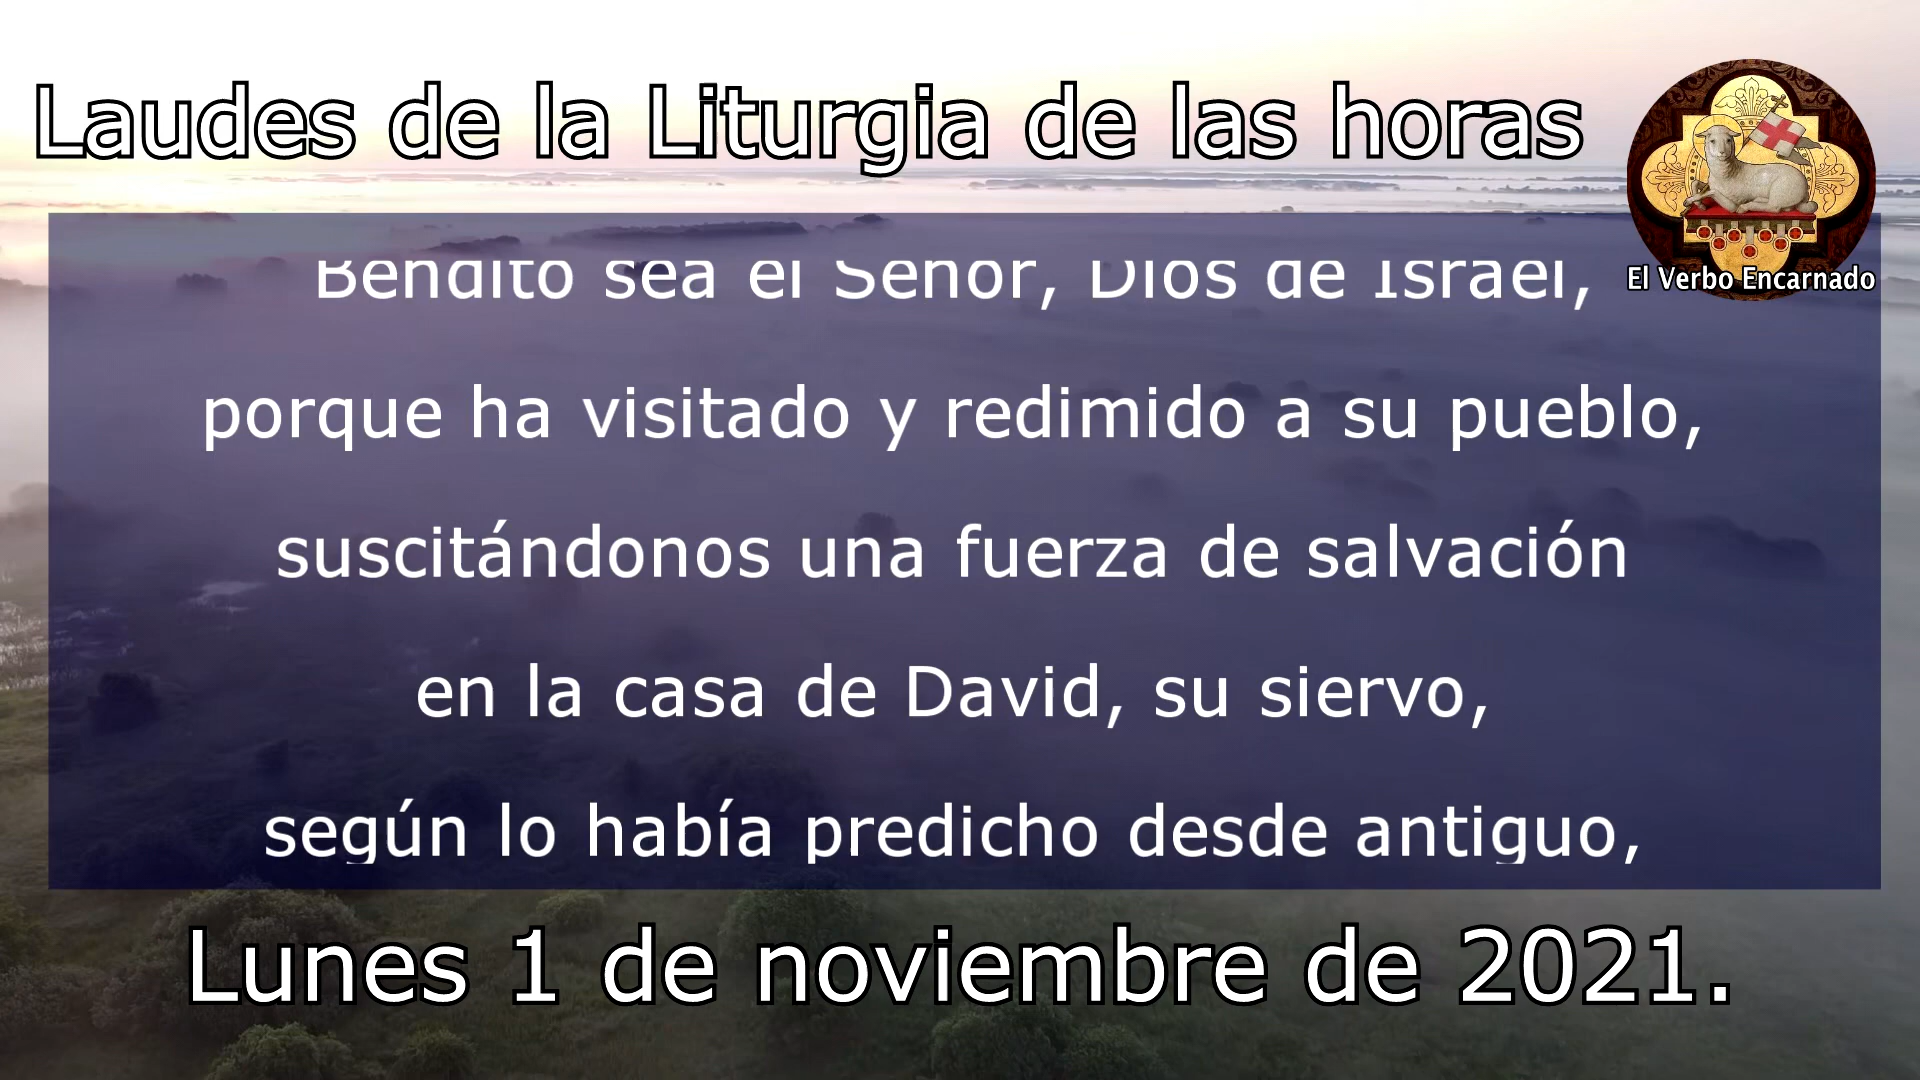 Laudes de la Liturgia de las horas
El Verbo Encarnado
Bendito sea el Señor, Dios de Israel,
porque ha visitado y redimido a su pueblo,
suscitándonos una fuerza de salvación
en la casa de David, su siervo,
según lo había predicho desde antiguo,
Lunes 1 de noviembre de 2021.